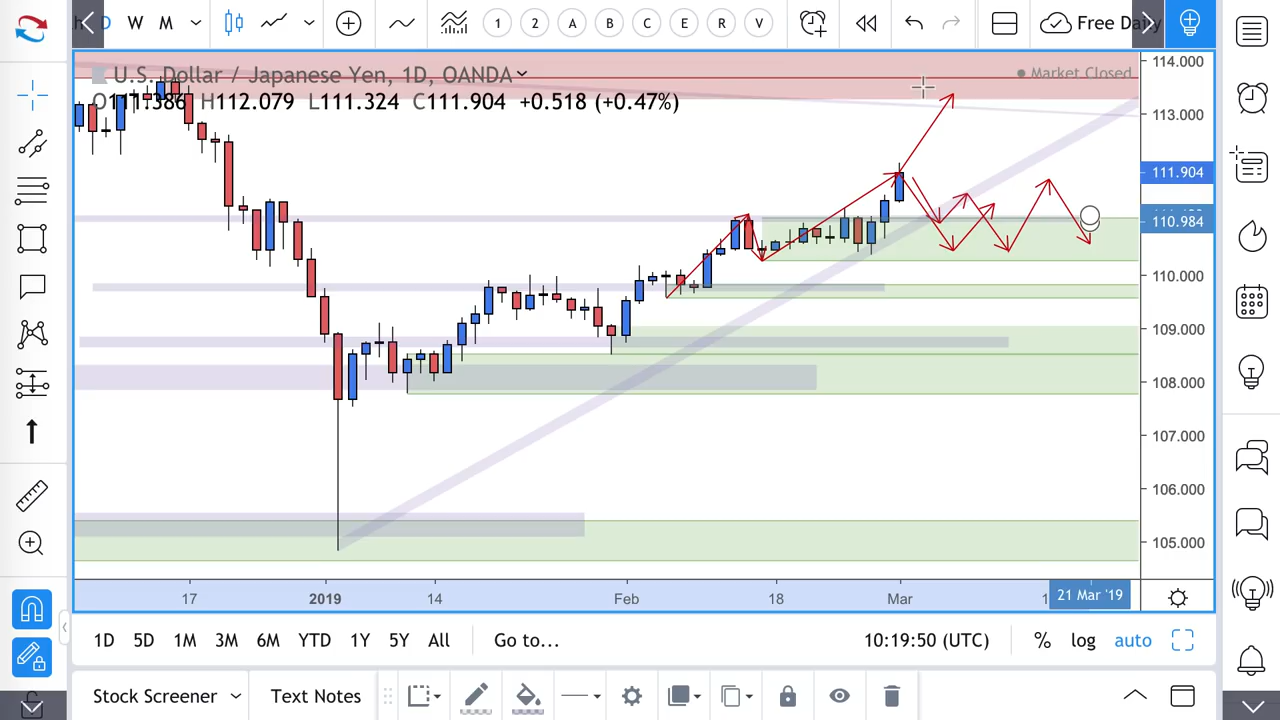 D W M 1 2 A B C E R V Free Daily
U.S. Dollar / Japanese Yen, 1D, OANDA
Market Closed
O111.386 H112.079 L111.324 C111.904 +0.518 (+0.47%)
114.000
113.000
111.904
110.984
110.000
109.000
108.000
107.000
106.000
105.000
17 2019 14 Feb 18 Mar 21 Mar '19
1D 5D 1M 3M 6M YTD 1Y 5Y All Go to... 10:19:50 (UTC) % log auto
Stock Screener Text Notes